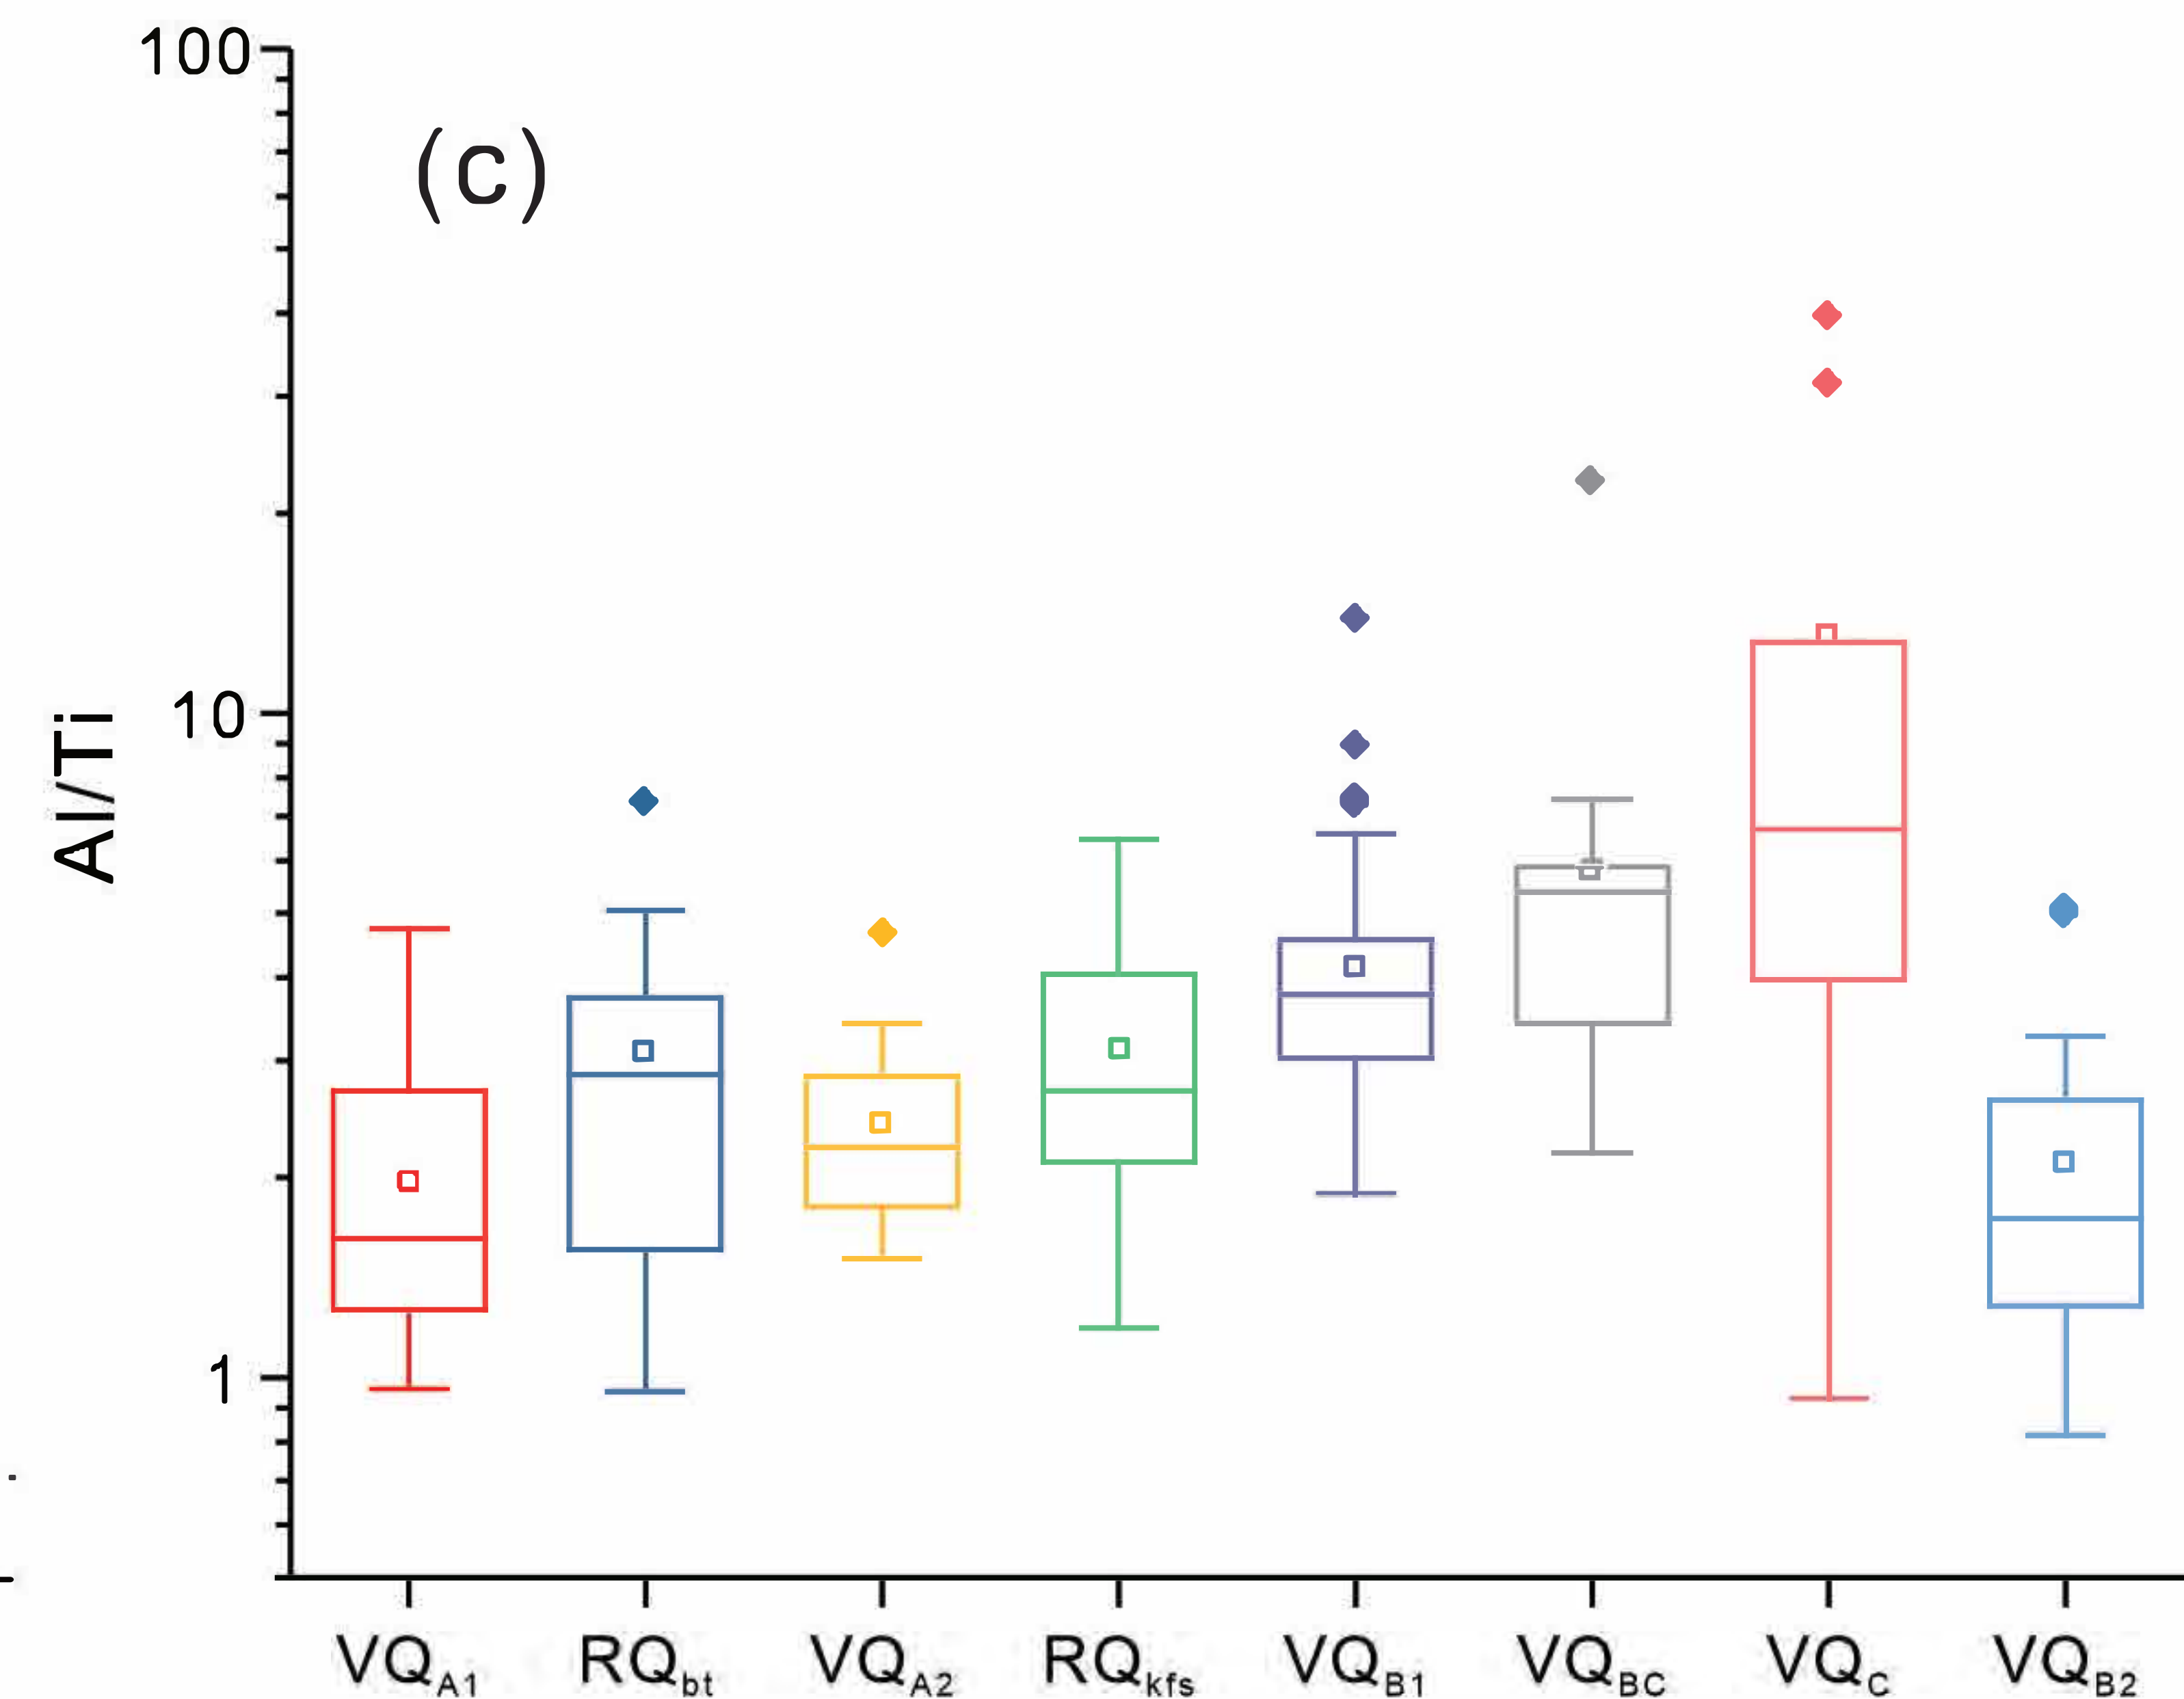 100
(c)
10
Al/Ti
1
VQA1 RQbt VQA2 RQkfs VQB1 VQBC VQC VQB2